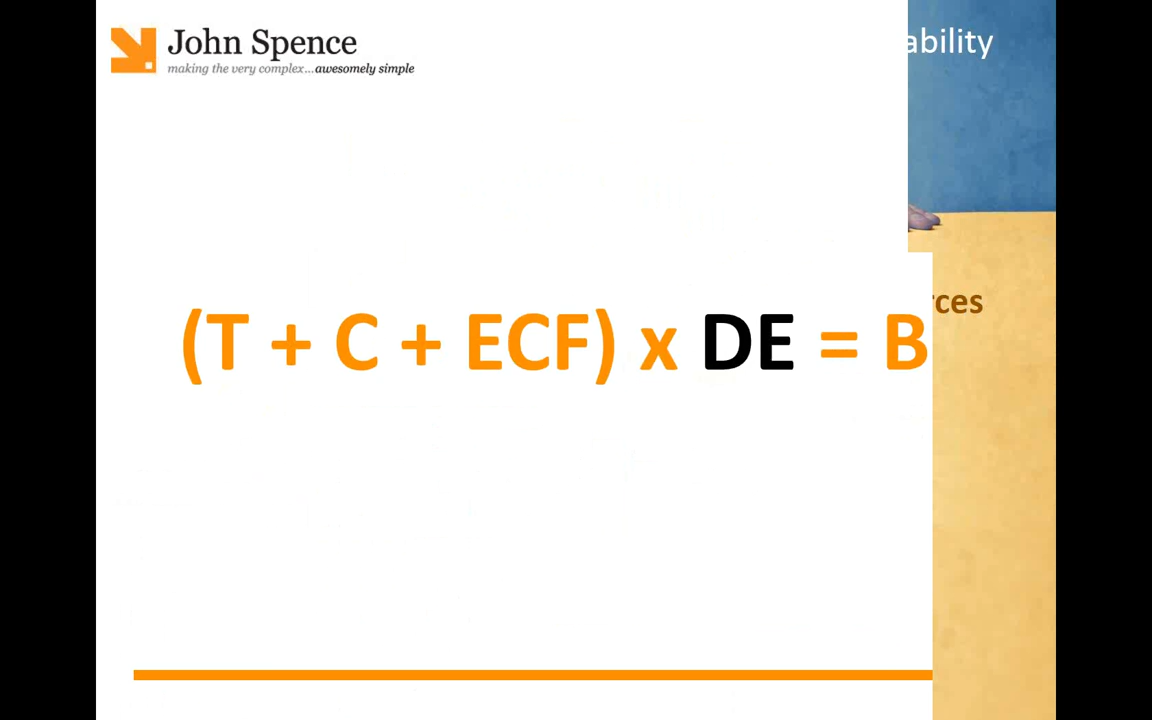 John Spence
making the very complex...awesomely simple
ability
rces
(T + C + ECF) x DE = B